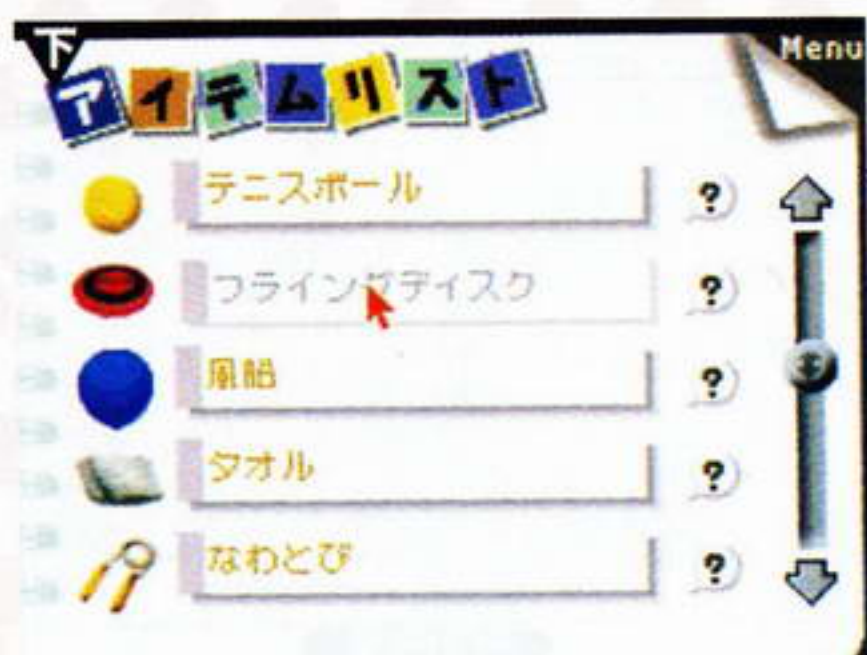 下
Menu
アイテムリスト
テニスボール
?
フライングディスク
?
風船
?
タオル
?
なわとび
?